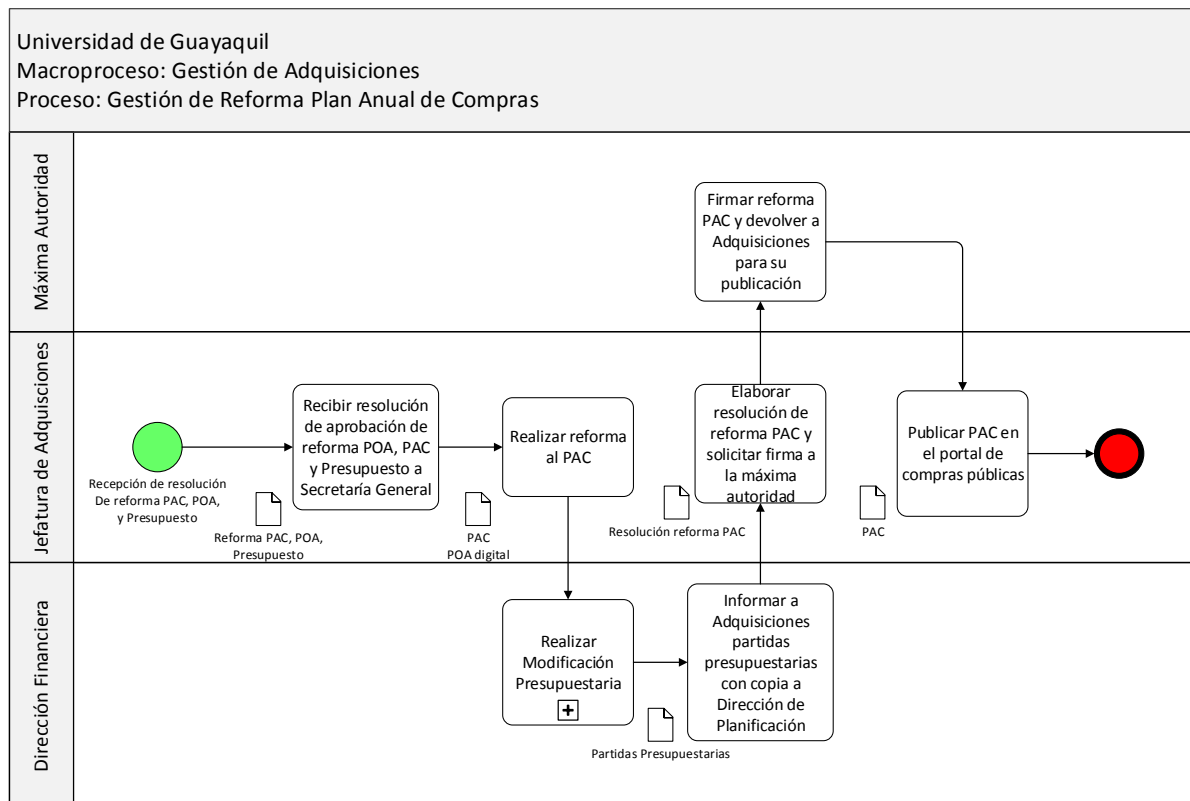 Universidad de Guayaquil
Macroproceso: Gestión de Adquisiciones
Proceso: Gestión de Reforma Plan Anual de Compras
Máxima Autoridad
Firmar reforma
PAC y devolver a
Adquisiciones
para su
publicación
Jefatura de Adquisciones
Recepción de resolución
De reforma PAC, POA,
y Presupuesto
Recibir resolución
de aprobación de
reforma POA, PAC
y Presupuesto a
Secretaría General
Reforma PAC, POA,
Presupuesto
Realizar reforma
al PAC
PAC
POA digital
Elaborar
resolución de
reforma PAC y
solicitar firma a
la máxima
autoridad
Resolución reforma PAC
Publicar PAC en
el portal de
compras públicas
PAC
Dirección Financiera
Realizar
Modificación
Presupuestaria
Partidas Presupuestarias
Informar a
Adquisiciones
partidas
presupuestarias
con copia a
Dirección de
Planificación